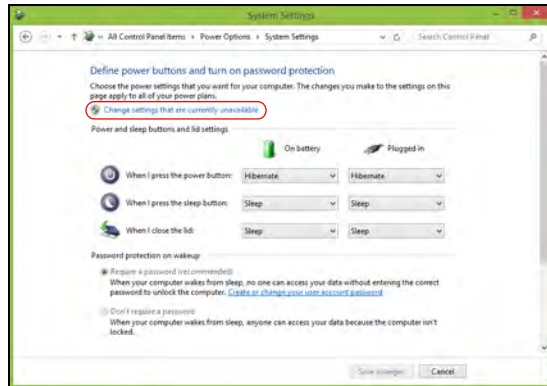 System Settings
All Control Panel Items
Power Options
System Settings
Search Control Panel
Define power buttons and turn on password protection
Choose the power settings that you want for your computer. The changes you make to the settings on this
page apply to all of your power plans.
Change settings that are currently unavailable
Power and sleep buttons and lid settings
On battery
Plugged in
When I press the power button:
Hibernate
Hibernate
When I press the sleep button:
Sleep
Sleep
When I close the lid:
Sleep
Sleep
Password protection on wakeup
Require a password (recommended)
When your computer wakes from sleep, no one can access your data without entering the correct
password to unlock the computer. Create or change your user account password
Don't require a password
When your computer wakes from sleep, anyone can access your data because the computer isn't
locked.
Save changes
Cancel